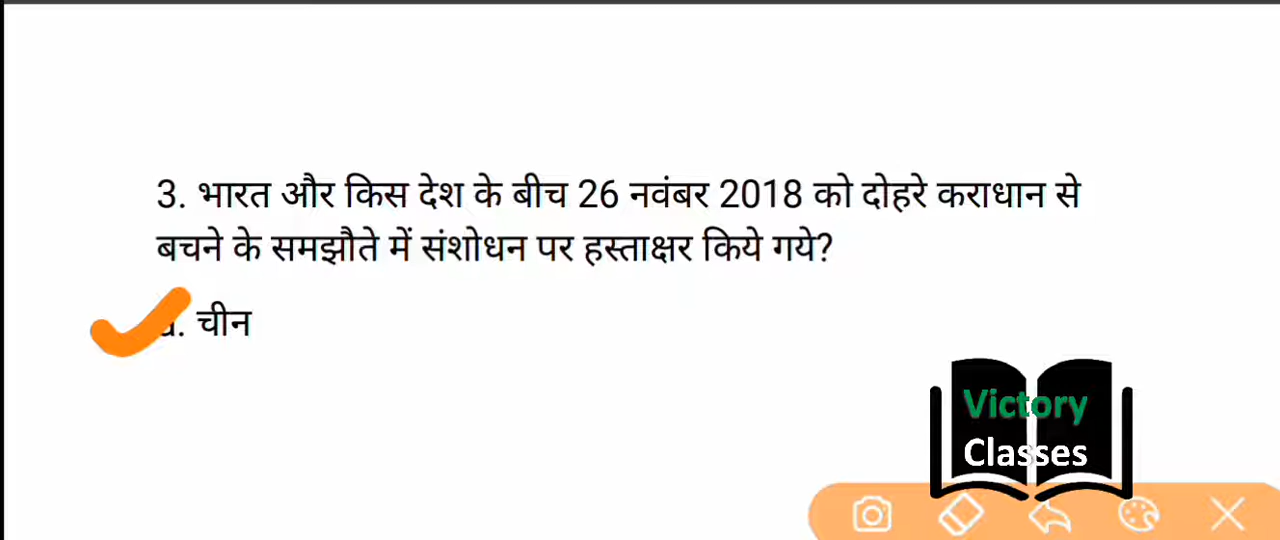 3. भारत और किस देश के बीच 26 नवंबर 2018 को दोहरे कराधान से
बचने के समझौते में संशोधन पर हस्ताक्षर किये गये?
चीन
Victory
Classes